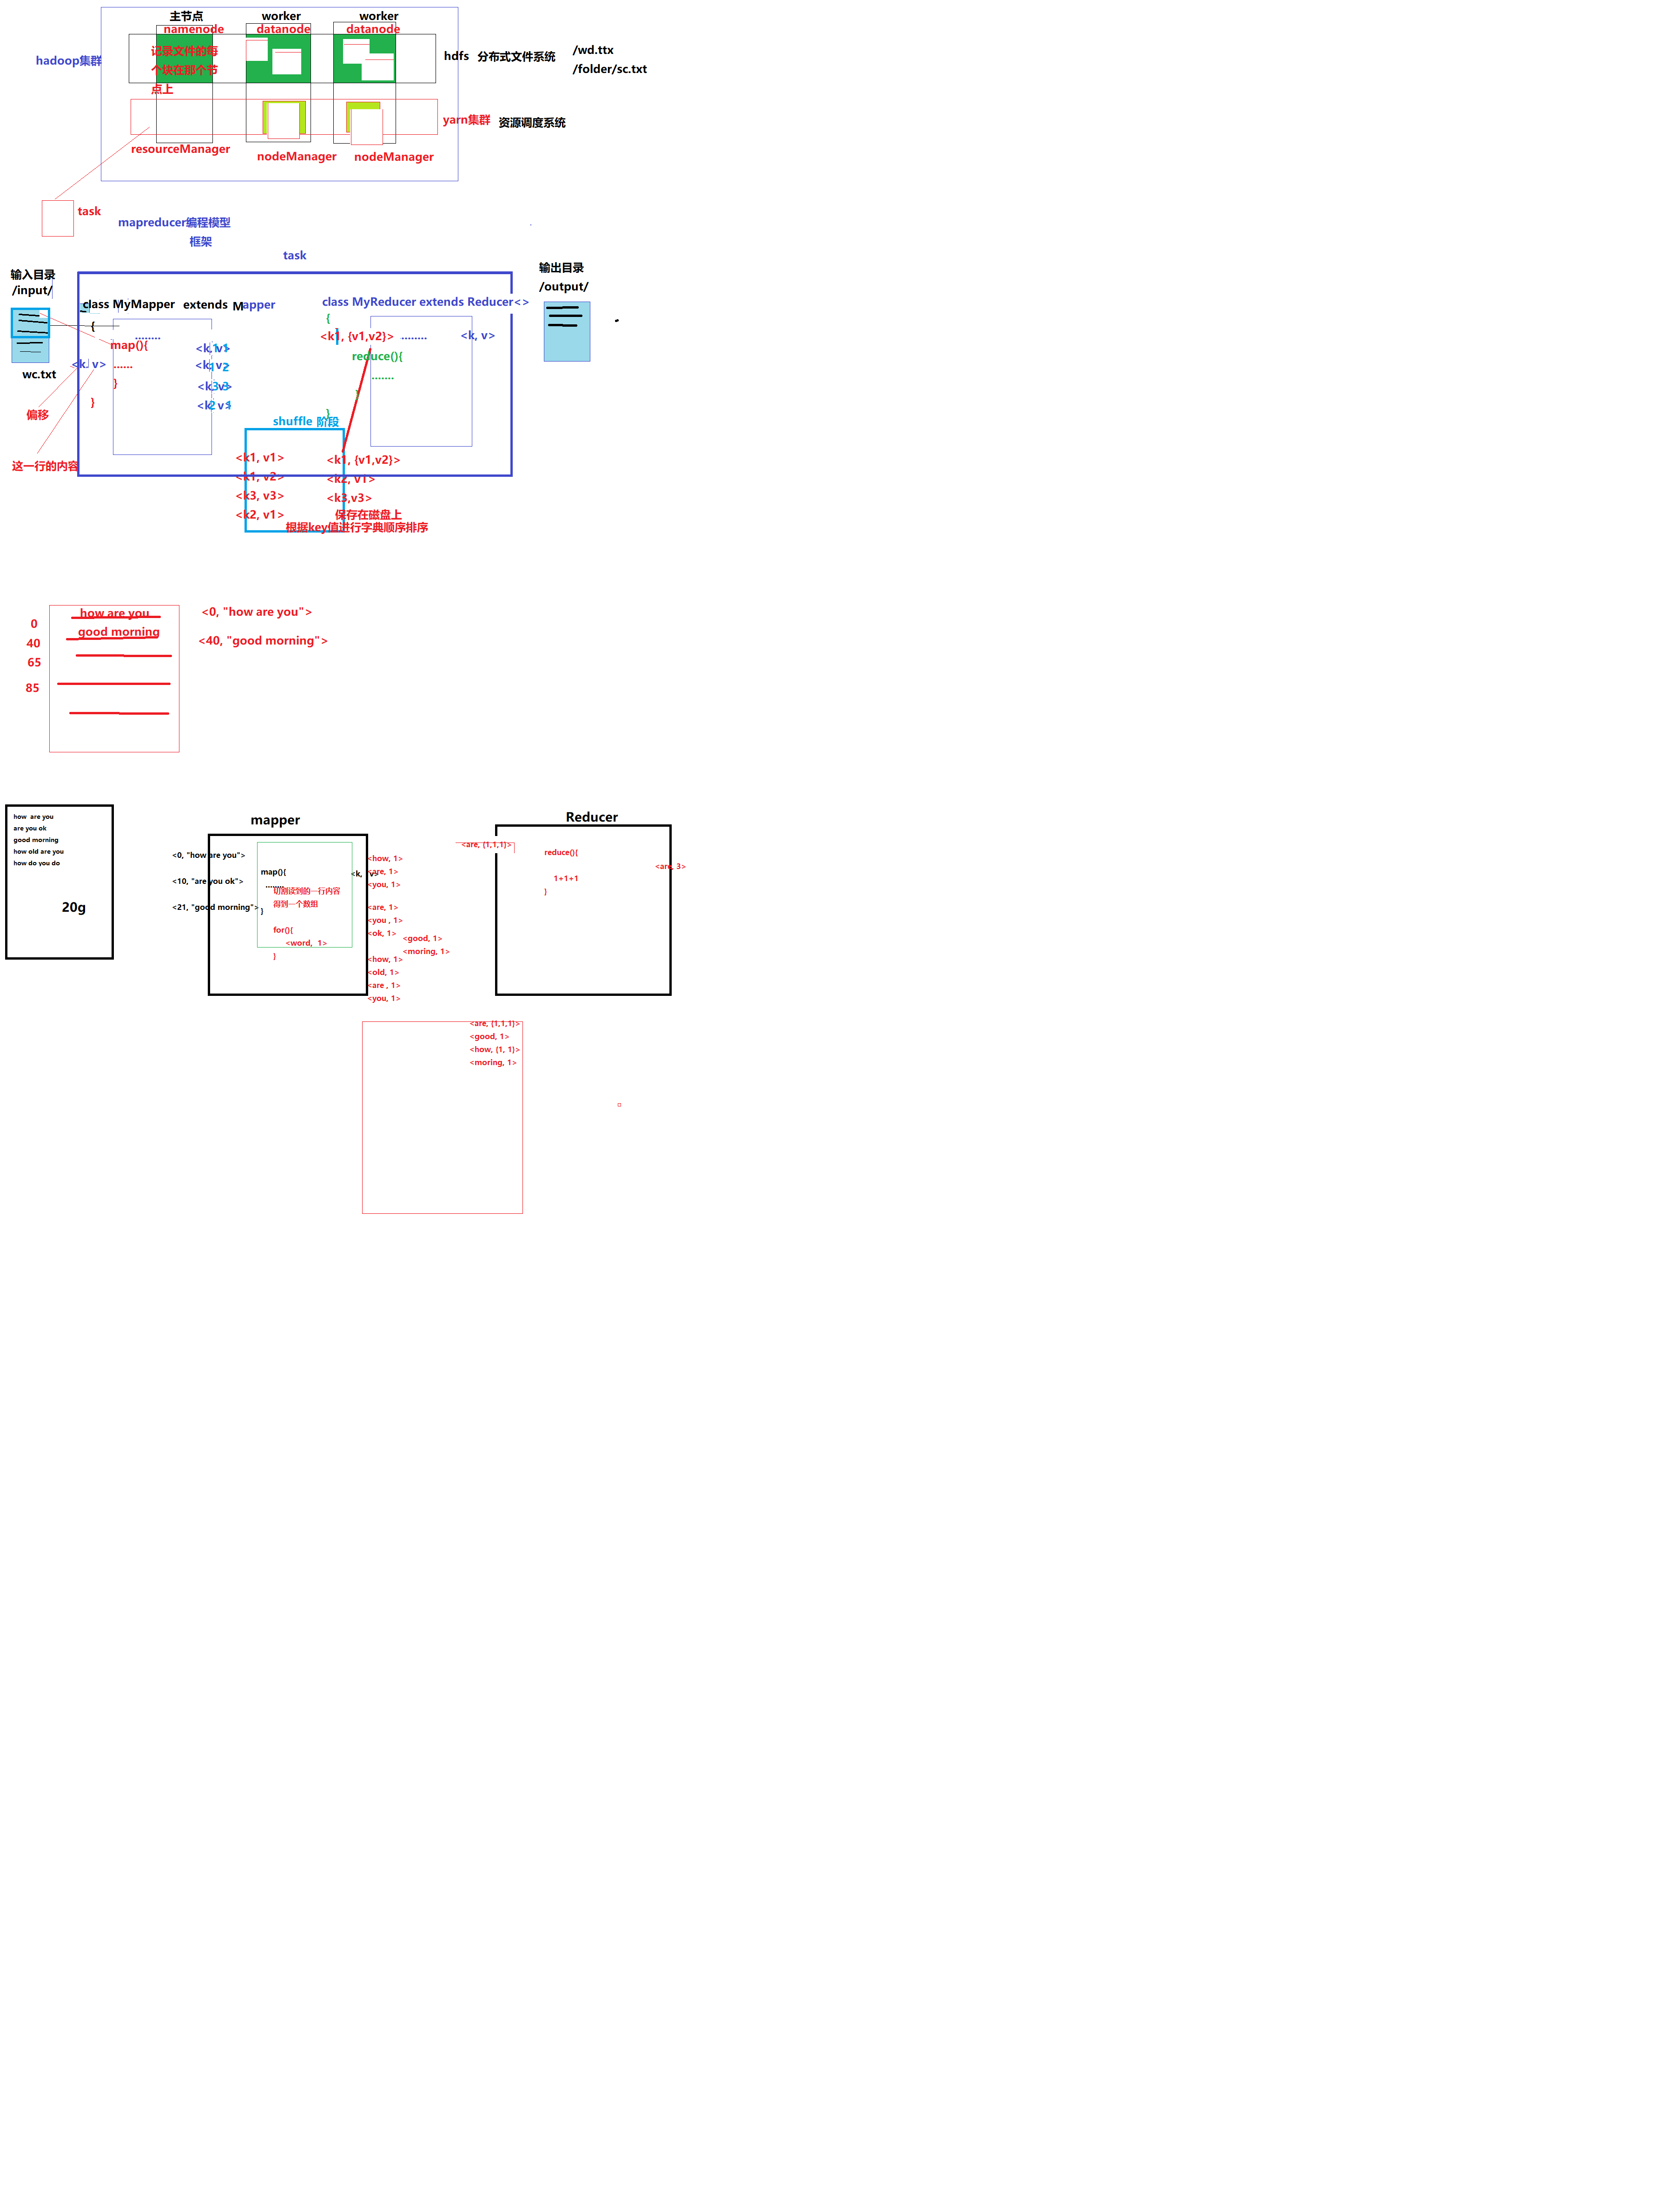 主节点
worker
worker
namenode
datanode
datanode
hadoop集群
记录文件的每
个块在那个节
点上
hdfs 分布式文件系统
/wd.ttx
/folder/sc.txt
yarn集群 资源调度系统
resourceManager
nodeManager
nodeManager
task
mapreducer编程模型
框架
task
输入目录
/input/
输出目录
/output/
class MyMapper extends Mapper
{
........
map(){
<k, v> ......
}
}
wc.txt
偏移
这一行的内容
class MyReducer extends Reducer<>
{
<k1, {v1,v2}> ........
<k, v>
reduce(){
.......
}
}
shuffle 阶段
<k1, v1>
<k1, v2>
<k3, v3>
<k2, v1>
<k1, {v1,v2}>
<k2, v1>
<k3,v3>
保存在磁盘上
根据key值进行字典顺序排序
how are you
good morning
0
40
65
85
<0, "how are you">
<40, "good morning">
how are you
are you ok
good morning
how old are you
how do you do
20g
mapper
<0, "how are you">
<10, "are you ok">
<21, "good morning">
map(){
........
切割读到的一行内容
得到一个数组
}
for(){
<word, 1>
}
<k, v>
<how, 1>
<are, 1>
<you, 1>
<are, 1>
<you , 1>
<ok, 1>
<good, 1>
<moring, 1>
<how, 1>
<old, 1>
<are , 1>
<you, 1>
Reducer
<are, {1,1,1}>
reduce(){
1+1+1
}
<are, 3>
<are, {1,1,1}>
<good, 1>
<how, {1, 1}>
<moring, 1>